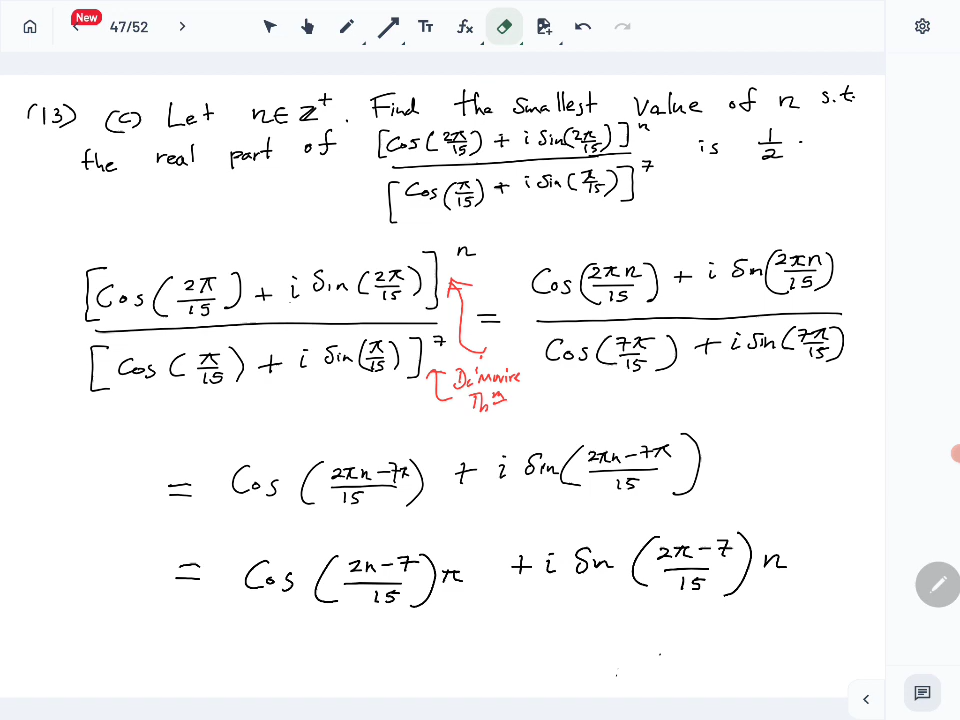 New
47/52
Tт
fx
(13) (c) Let n∈Z⁺. Find the smallest value of n s.t.
the real part of [Cos(2π/15) + i Sin(2π/15)]ⁿ / [Cos(π/15) + i Sin(π/15)]⁷ is 1/2.
[Cos(2π/15) + i Sin(2π/15)]ⁿ / [Cos(π/15) + i Sin(π/15)]⁷ = Cos(2πn/15) + i Sin(2πn/15) / Cos(7π/15) + i Sin(7π/15)
De'movire
Thm
= Cos(2πn-7π/15) + i Sin(2πn-7π/15)
= Cos(2n-7/15)π + i Sin(2π-7/15)n